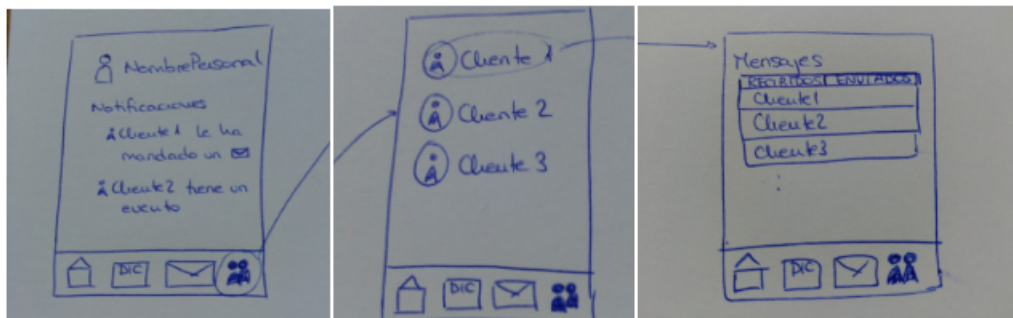 NombrePersonal
Notificaciones
Cliente1 le ha
mandado un
Cliente2 tiene un
evento
DIC
Cliente 1
Cliente 2
Cliente 3
DIC
Mensajes
RECIBIDOS ENVIADOS
Cliente1
Cliente2
Cliente3
DIC